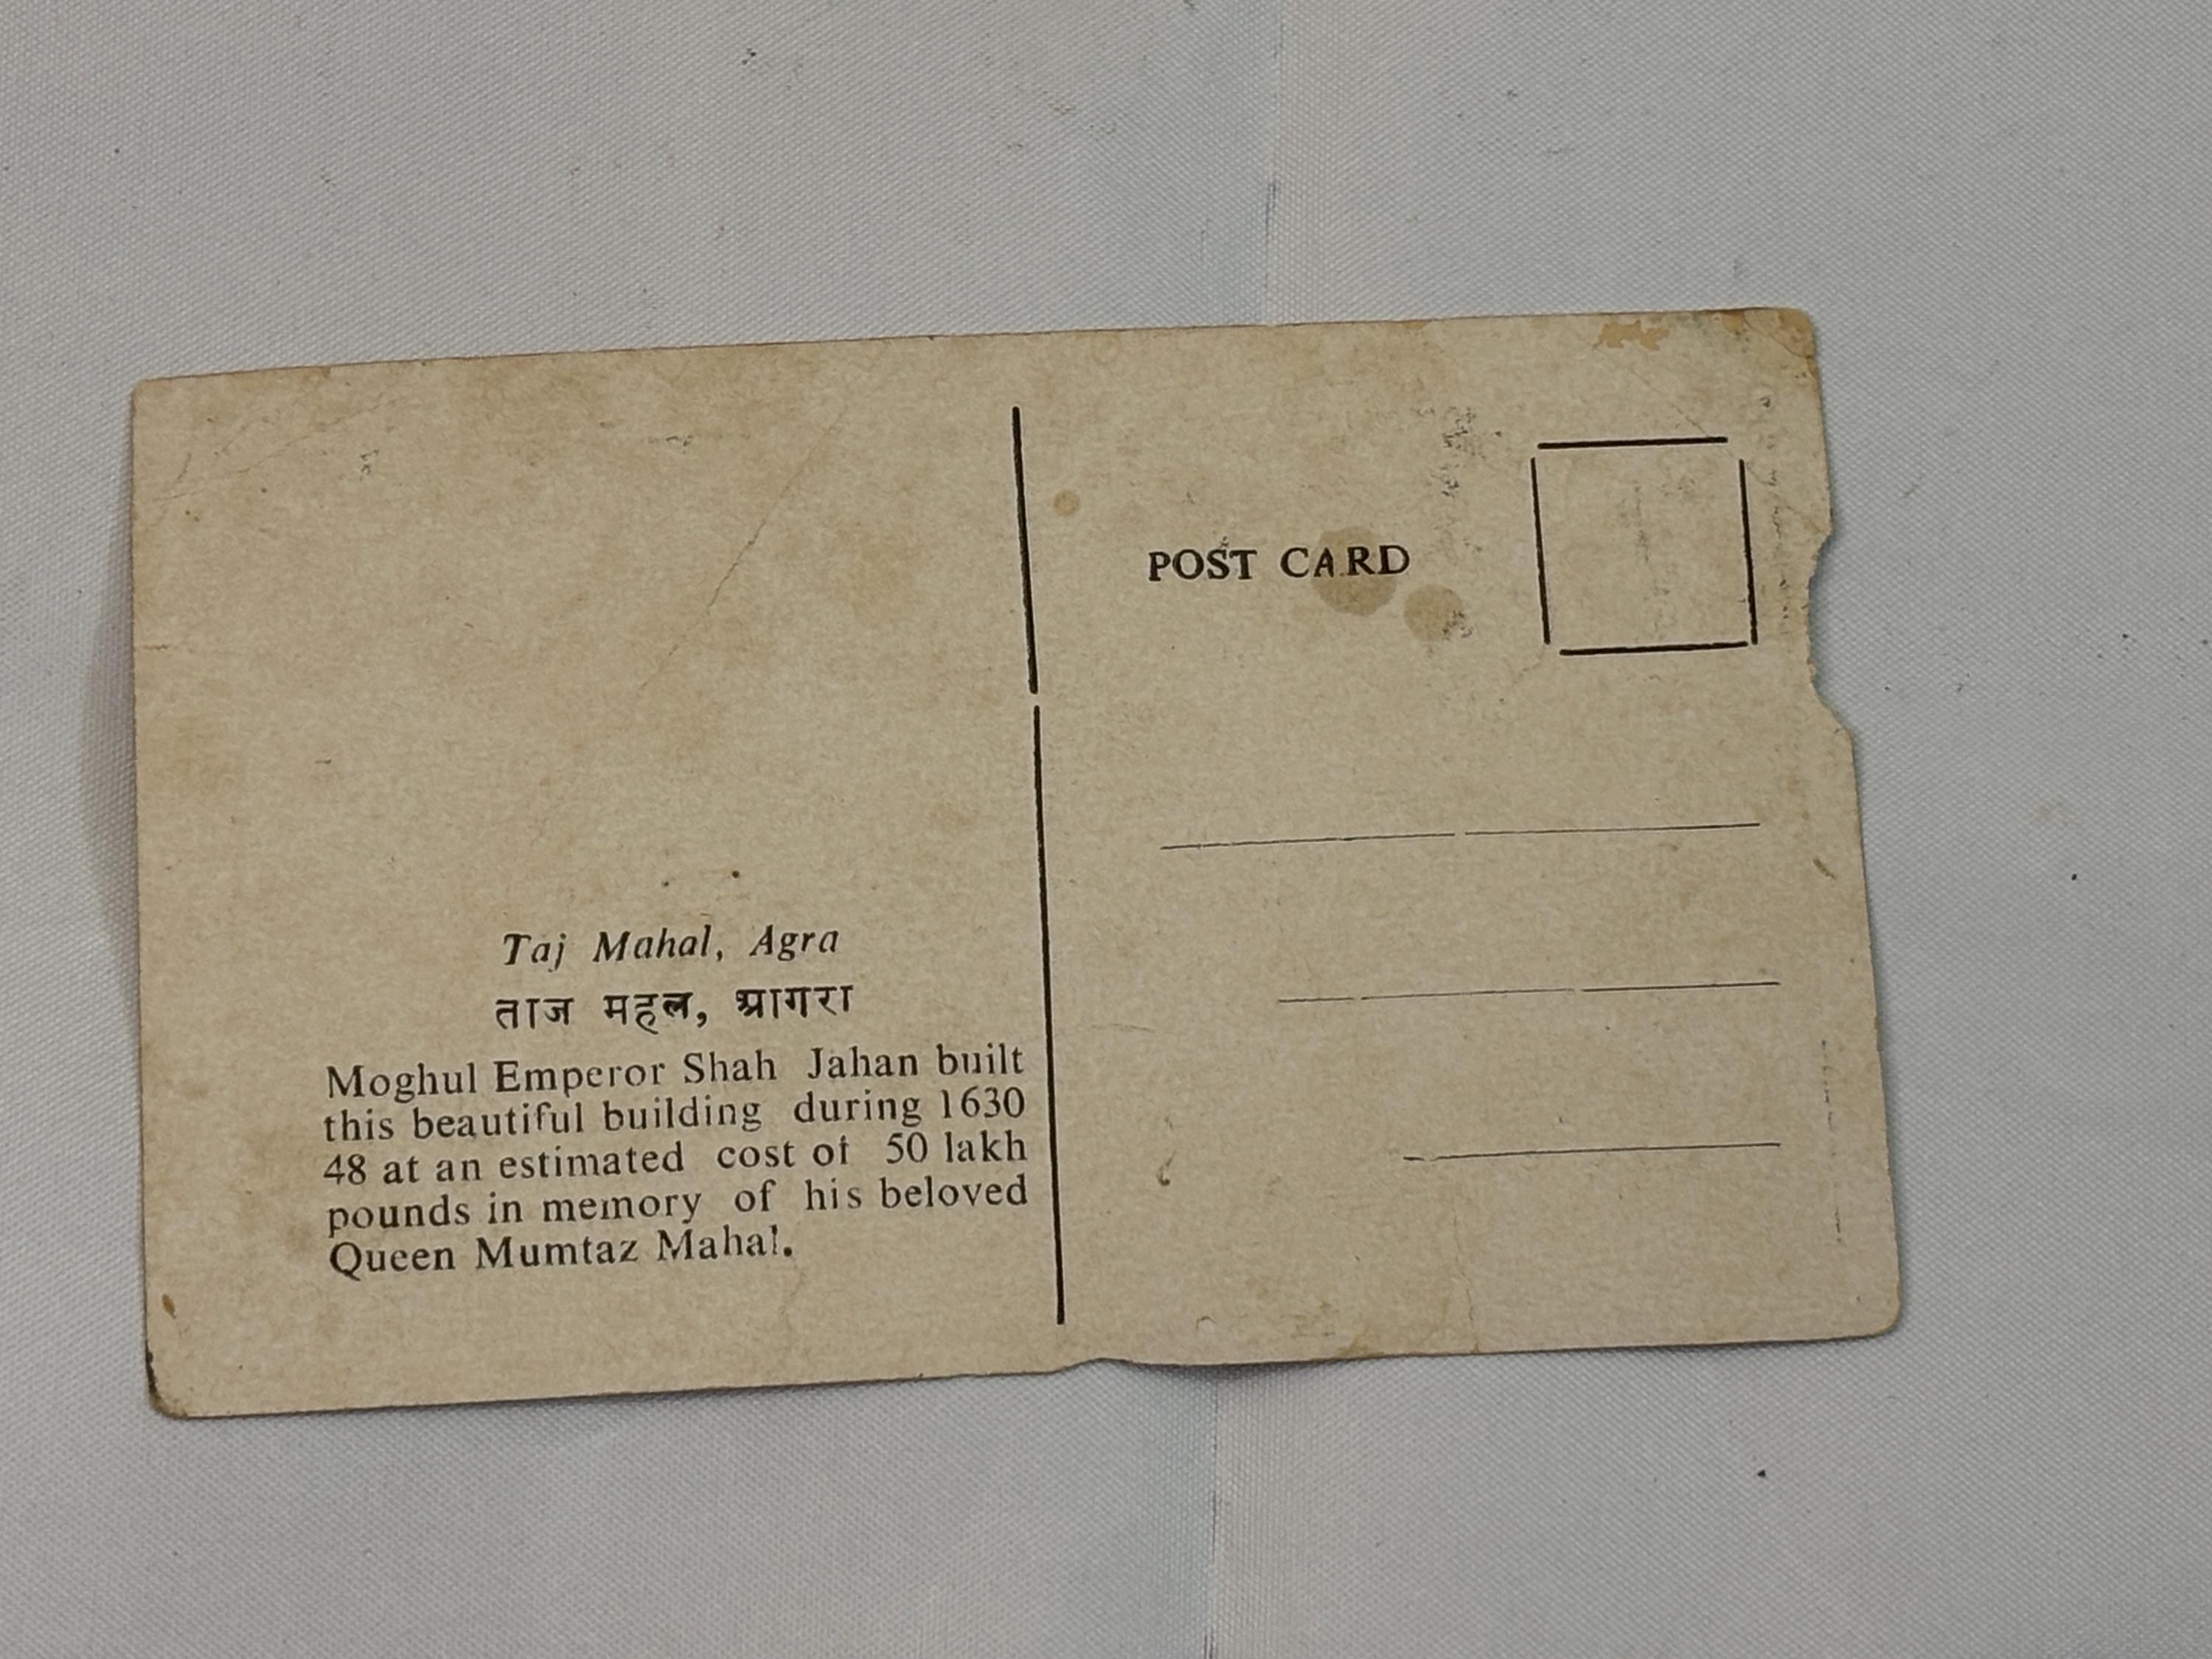 Taj Mahal, Agra
ताज महल, आगरा
Moghul Emperor Shah Jahan built
this beautiful building during 1630
48 at an estimated cost of 50 lakh
pounds in memory of his beloved
Queen Mumtaz Mahal.
POST CARD